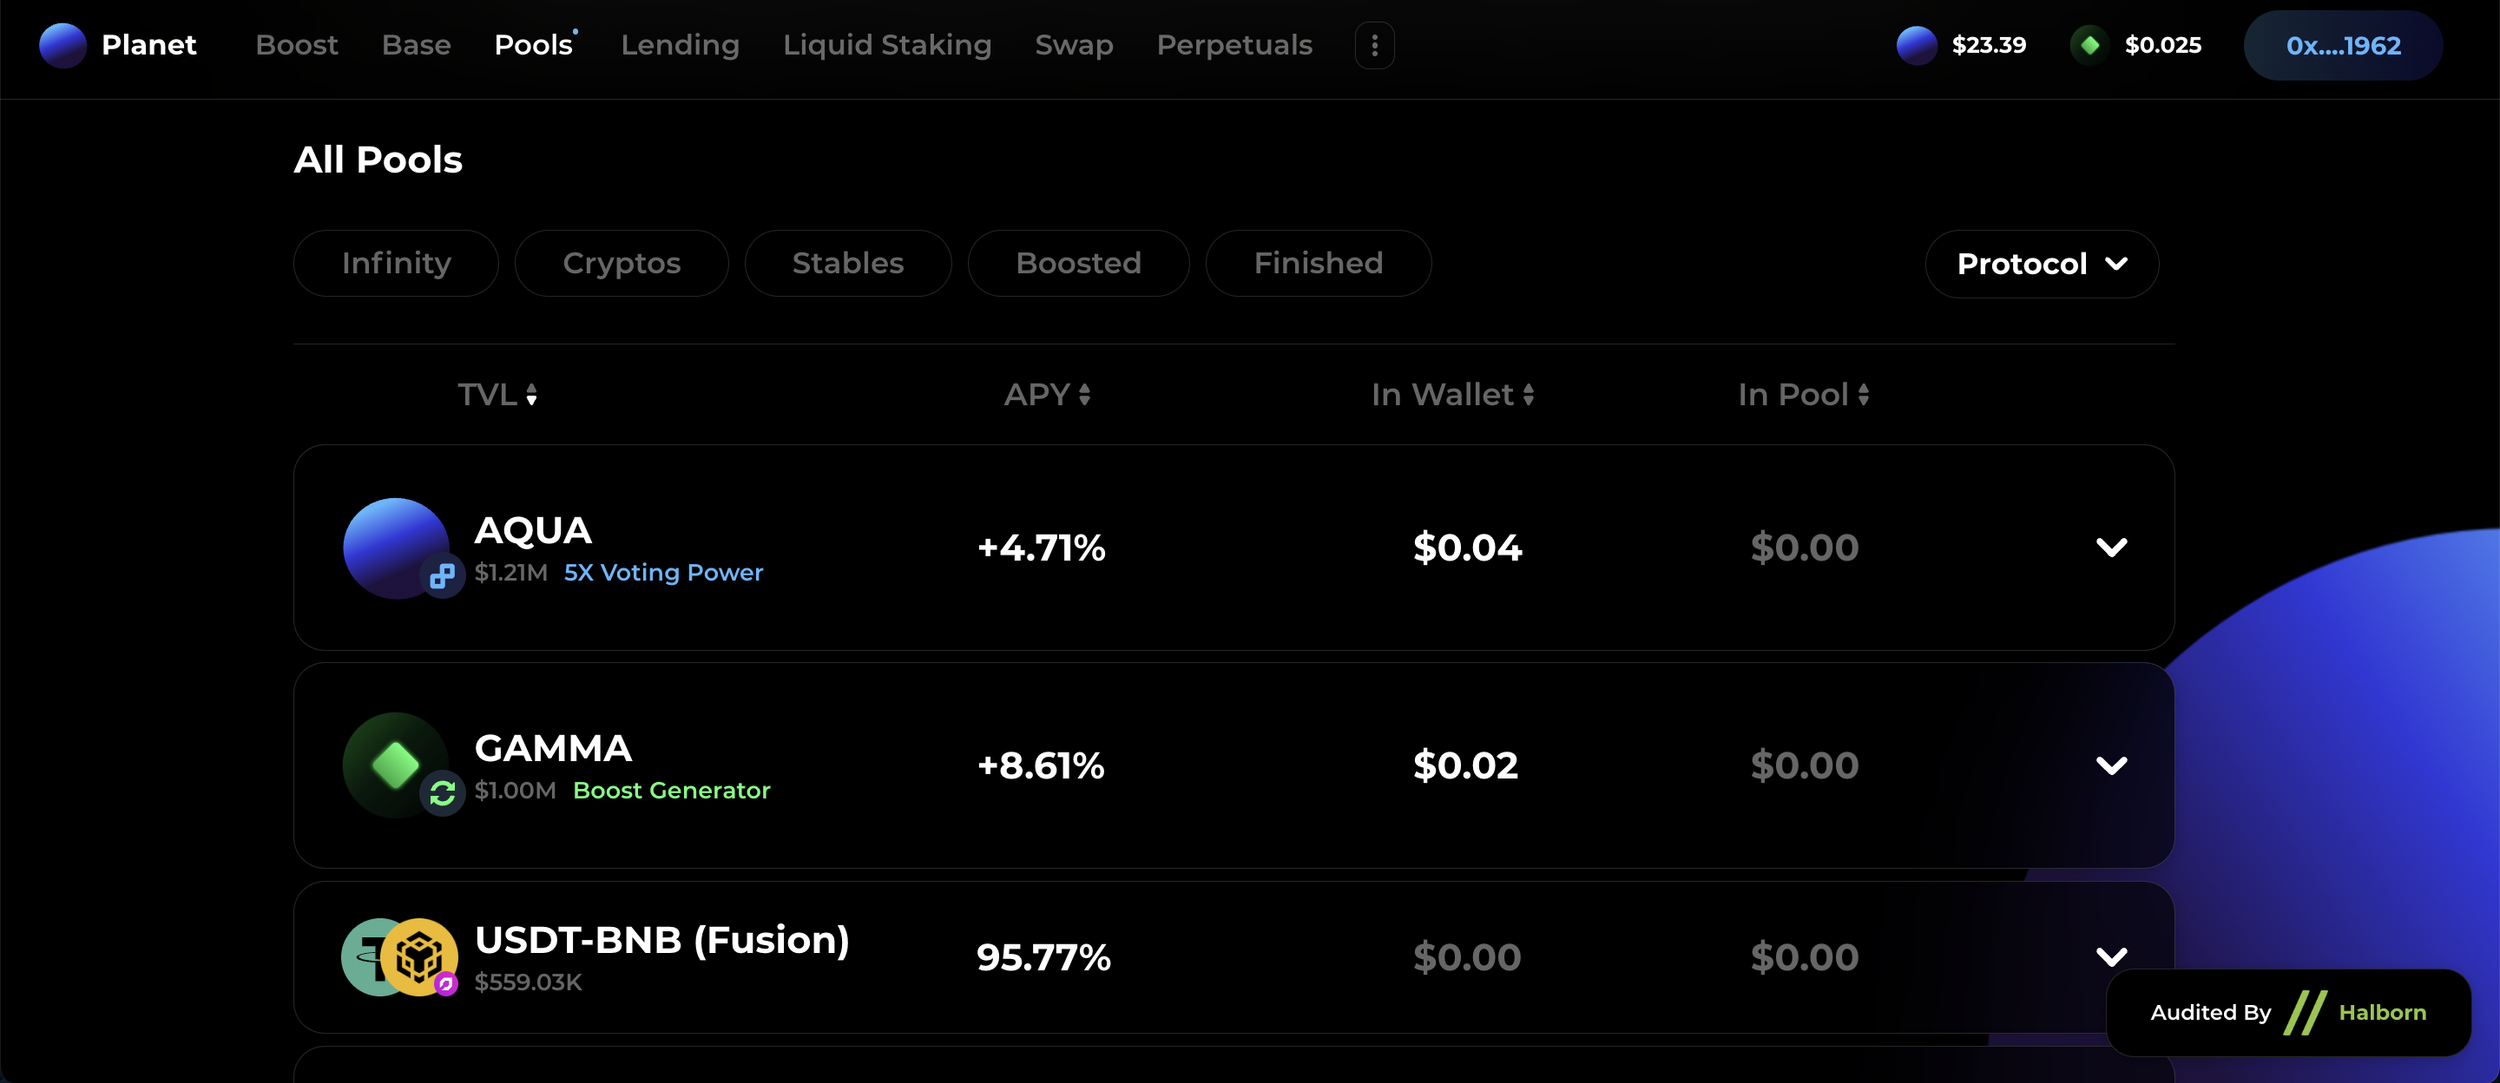 Planet Boost Base Pools Lending Liquid Staking Swap Perpetuals $23.39 $0.025 0x....1962
All Pools
Infinity Cryptos Stables Boosted Finished Protocol
TVL APY In Wallet In Pool
AQUA
$1.21M 5X Voting Power
+4.71% $0.04 $0.00
GAMMA
$1.00M Boost Generator
+8.61% $0.02 $0.00
USDT-BNB (Fusion)
$559.03K
95.77% $0.00 $0.00
Audited By Halborn